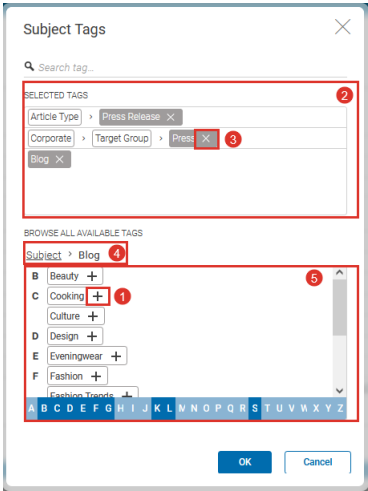 Subject Tags
Search tag...
SELECTED TAGS
2
Article Type › Press Release ×
Corporate › Target Group › Press × 3
Blog ×
BROWSE ALL AVAILABLE TAGS
Subject › Blog 4
B Beauty + 5
C Cooking + 1
Culture +
D Design +
E Eveningwear +
F Fashion +
Fashion Trends +
A B C D E F G H I J K L M N O P Q R S T U V W X Y Z
OK Cancel